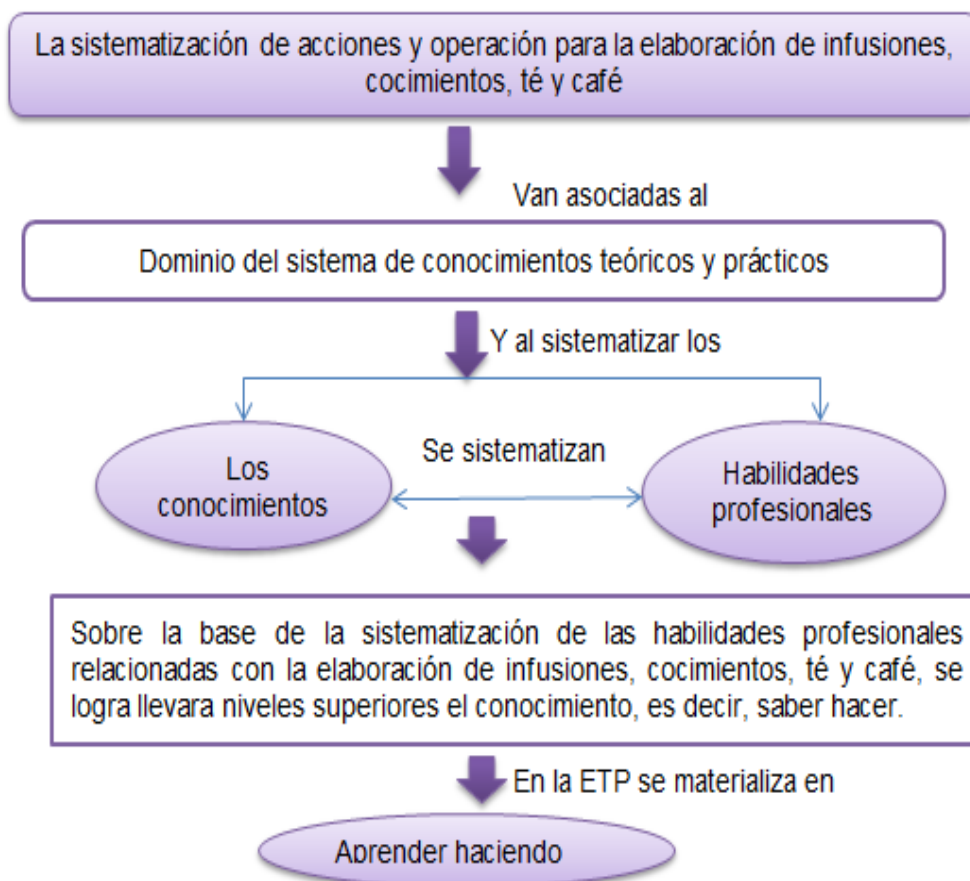 La sistematización de acciones y operación para la elaboración de infusiones,
cocimientos, té y café
Van asociadas al
Dominio del sistema de conocimientos teóricos y prácticos
Y al sistematizar los
Los
conocimientos
Se sistematizan
Habilidades
profesionales
Sobre la base de la sistematización de las habilidades profesionales
relacionadas con la elaboración de infusiones, cocimientos, té y café, se
logra llevara niveles superiores el conocimiento, es decir, saber hacer.
En la ETP se materializa en
Aprender haciendo